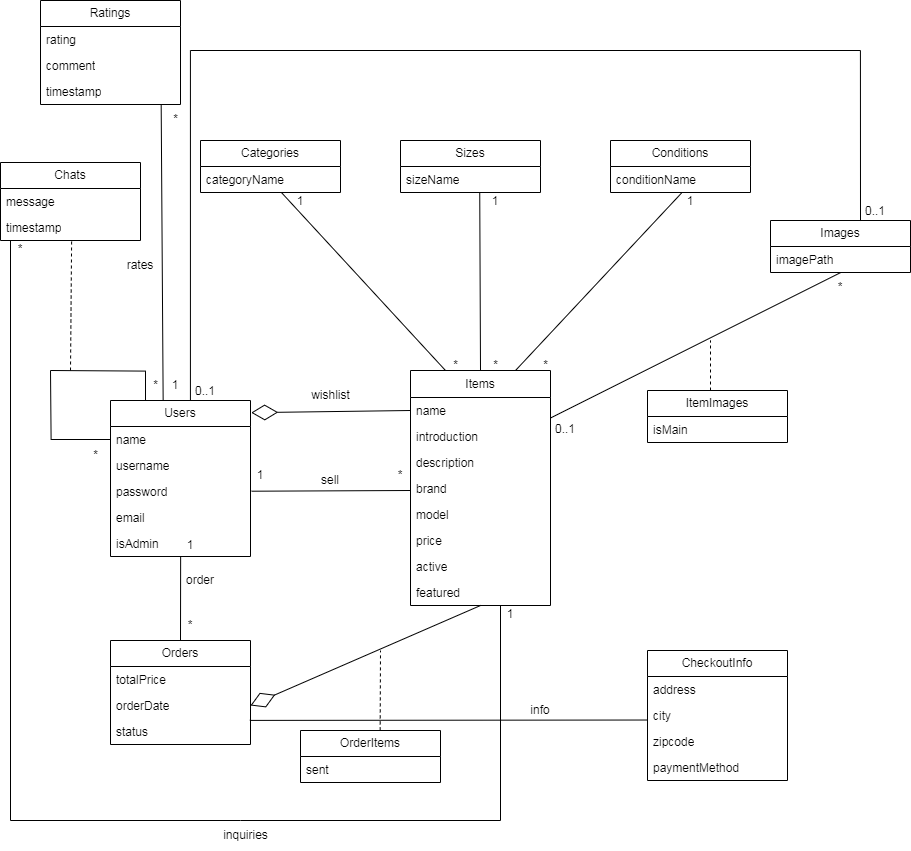 Ratings
rating
comment
timestamp
*
Categories
categoryName
1
Sizes
sizeName
1
Conditions
conditionName
1
Chats
message
timestamp
*
0..1
Images
imagePath
*
rates
*
1
0..1
*
*
*
*
Users
name
username
password
email
isAdmin
1
wishlist
1
sell
*
Items
name
introduction
description
brand
model
price
active
featured
1
0..1
ItemImages
isMain
order
*
Orders
totalPrice
orderDate
status
info
CheckoutInfo
address
city
zipcode
paymentMethod
OrderItems
sent
inquiries